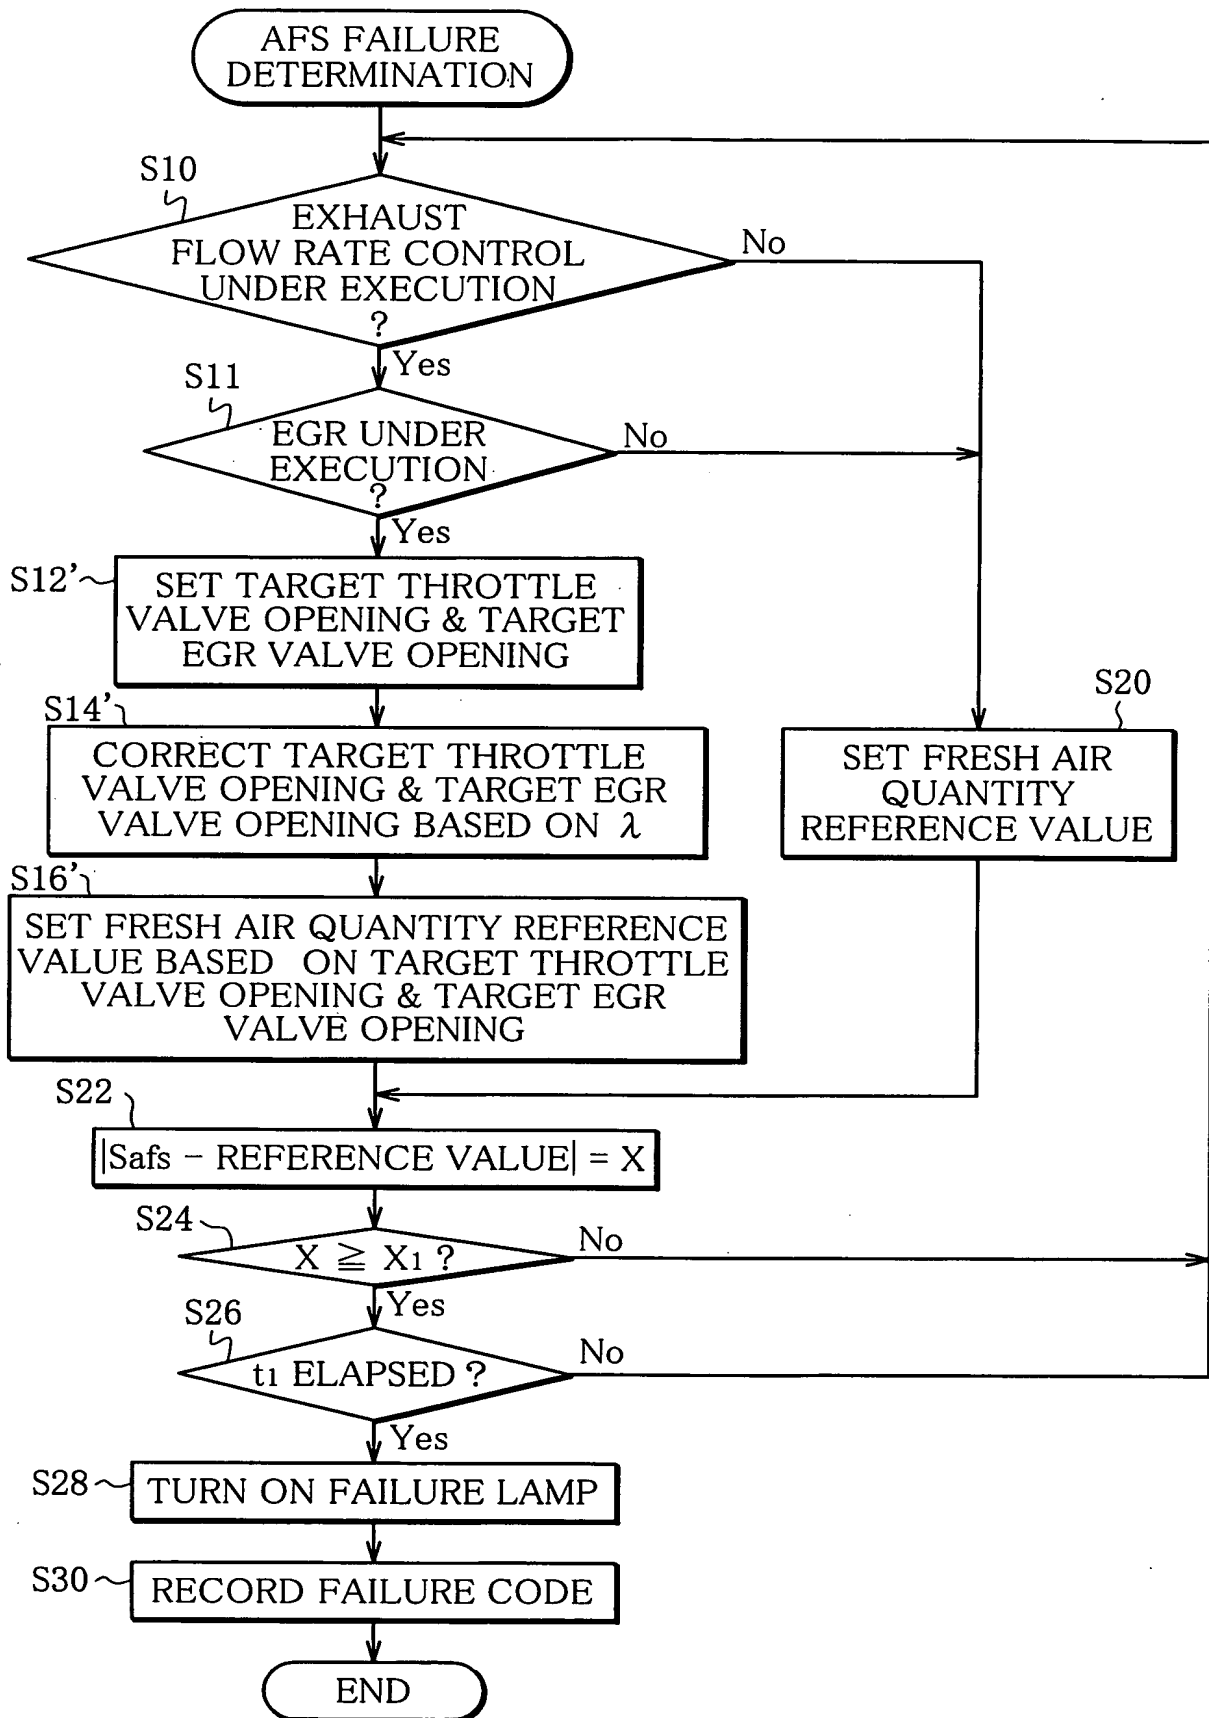 AFS FAILURE
DETERMINATION
S10
EXHAUST
FLOW RATE CONTROL
UNDER EXECUTION
?
No
Yes
S11
EGR UNDER
EXECUTION
?
No
Yes
S12'
SET TARGET THROTTLE
VALVE OPENING & TARGET
EGR VALVE OPENING
S14'
CORRECT TARGET THROTTLE
VALVE OPENING & TARGET EGR
VALVE OPENING BASED ON λ
S20
SET FRESH AIR
QUANTITY
REFERENCE VALUE
S16'
SET FRESH AIR QUANTITY REFERENCE
VALUE BASED ON TARGET THROTTLE
VALVE OPENING & TARGET EGR
VALVE OPENING
S22
|Safs – REFERENCE VALUE| = X
S24
X ≧ X1 ?
No
Yes
S26
t1 ELAPSED ?
No
Yes
S28
TURN ON FAILURE LAMP
S30
RECORD FAILURE CODE
END